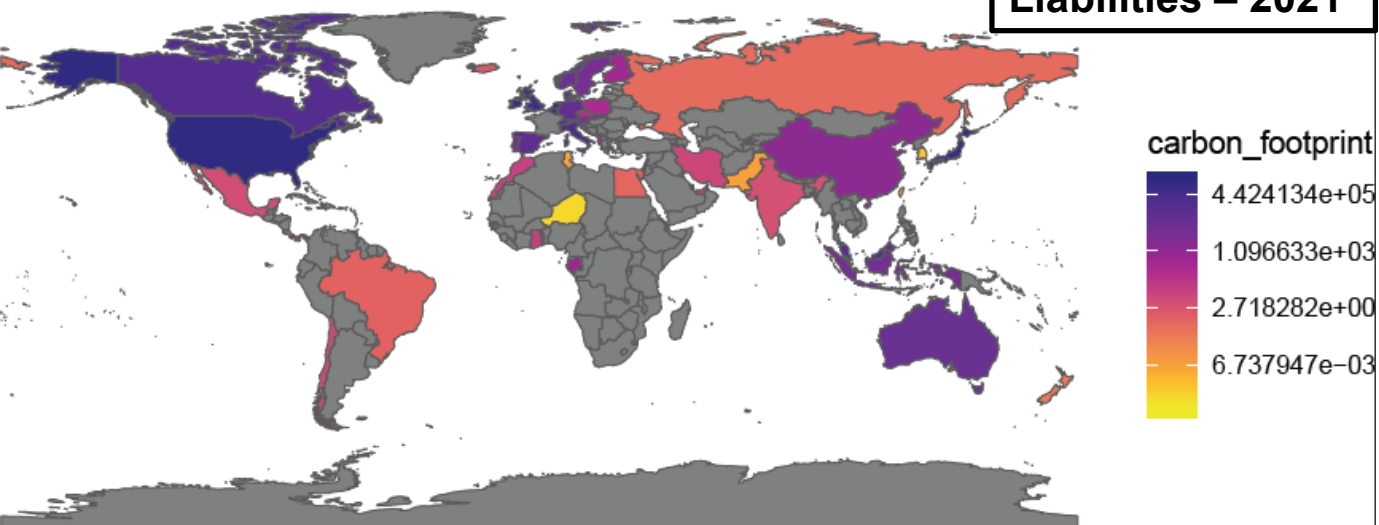 Liabilities – 2021
carbon_footprint
4.424134e+05
1.096633e+03
2.718282e+00
6.737947e−03